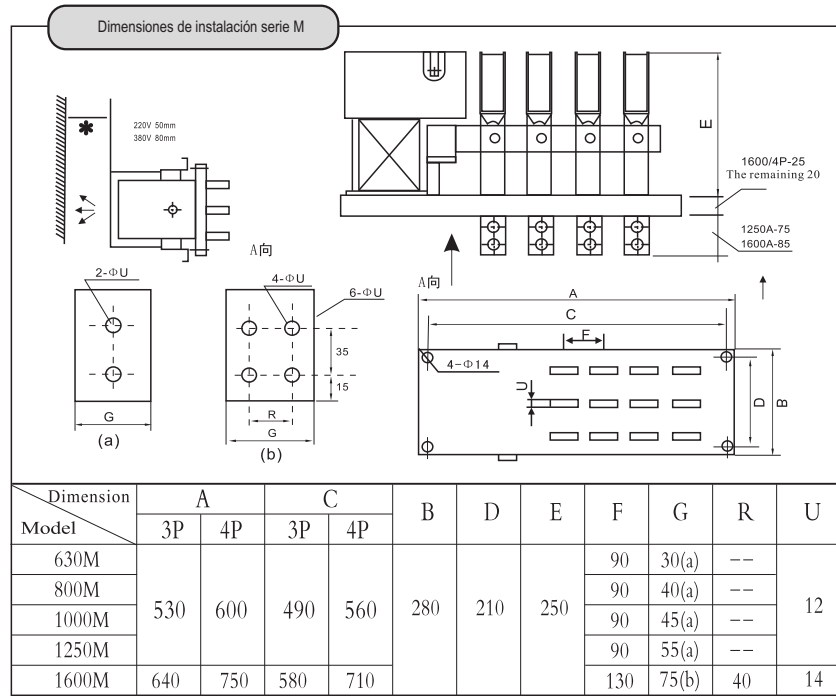 Dimensiones de instalación serie M
220V 50mm
380V 80mm
A向
E
1600/4P-25
The remaining 20
1250A-75
1600A-85
A向
2-ΦU
G
(a)
4-ΦU
6-ΦU
35
15
R
G
(b)
A
C
F
4-Φ14
U
D
B
Dimension A C B D E F G R U
Model 3P 4P 3P 4P
630M 90 30(a) --
800M 90 40(a) --
1000M 530 600 490 560 280 210 250 90 45(a) -- 12
1250M 90 55(a) --
1600M 640 750 580 710 130 75(b) 40 14